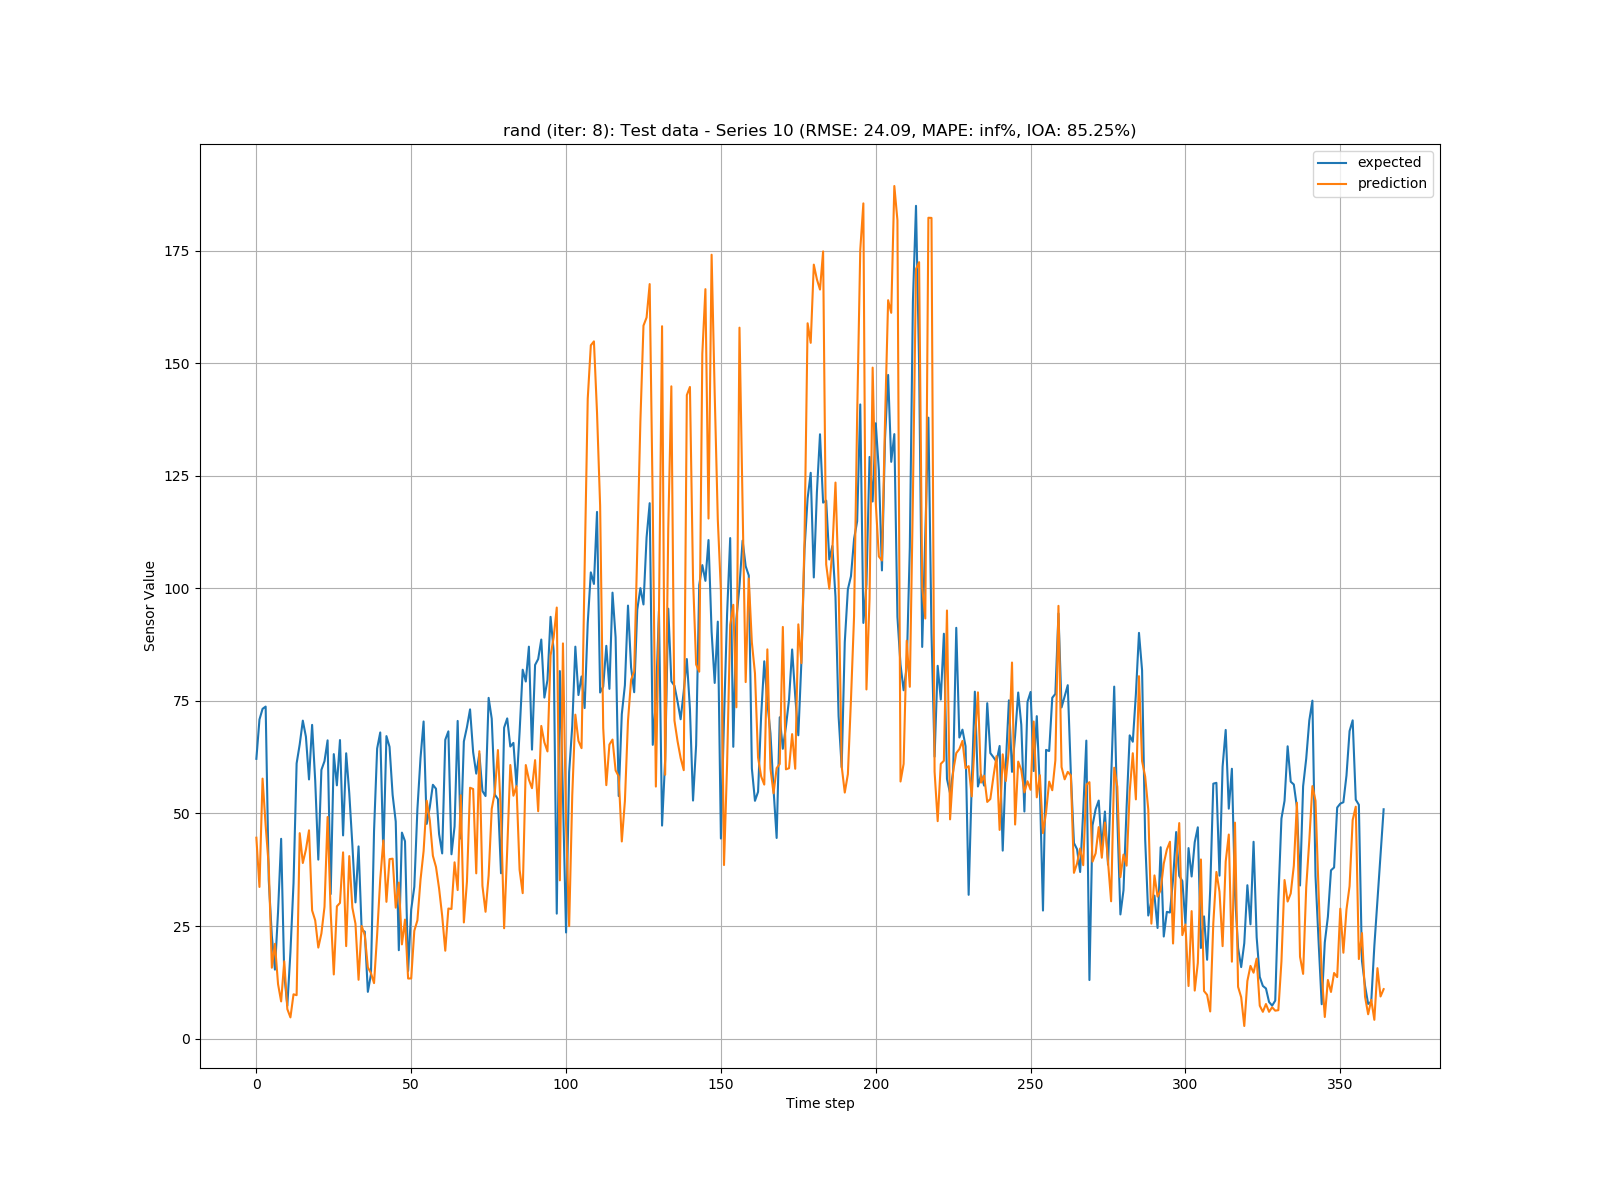 rand (iter: 8): Test data - Series 10 (RMSE: 24.09, MAPE: inf%, IOA: 85.25%)
expected
prediction
175
150
125
100
75
50
25
0
Sensor Value
0 50 100 150 200 250 300 350
Time step